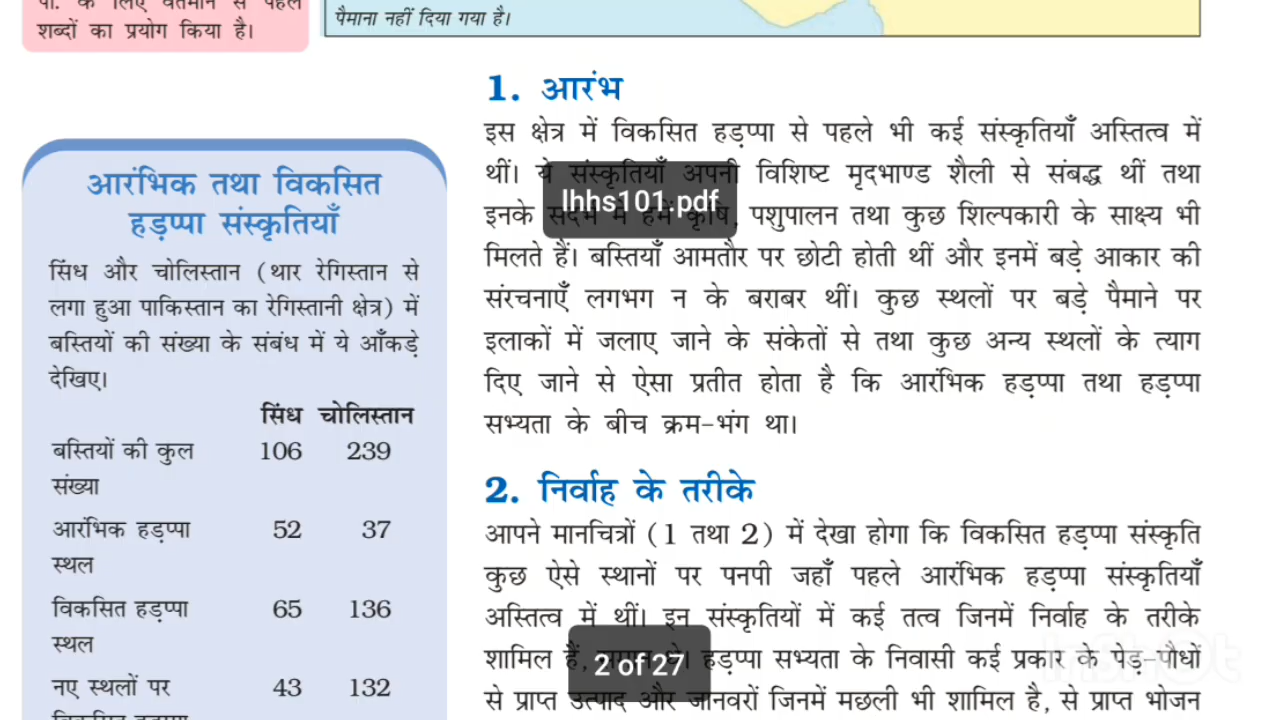 शब्दों का प्रयोग किया है।
पैमाना नहीं दिया गया है।
आरंभिक तथा विकसित
हड़प्पा संस्कृतियाँ
सिंध और चोलिस्तान (थार रेगिस्तान से
लगा हुआ पाकिस्तान का रेगिस्तानी क्षेत्र) में
बस्तियों की संख्या के संबंध में ये आँकड़े
देखिए।
सिंध चोलिस्तान
बस्तियों की कुल 106 239
संख्या
आरंभिक हड़प्पा 52 37
स्थल
विकसित हड़प्पा 65 136
स्थल
नए स्थलों पर 43 132
1. आरंभ
इस क्षेत्र में विकसित हड़प्पा से पहले भी कई संस्कृतियाँ अस्तित्व में
थीं। ये संस्कृतियाँ अपनी विशिष्ट मृदभाण्ड शैली से संबद्ध थीं तथा
इनके संदर्भ में हमें कृषि, पशुपालन तथा कुछ शिल्पकारी के साक्ष्य भी
मिलते हैं। बस्तियाँ आमतौर पर छोटी होती थीं और इनमें बड़े आकार की
संरचनाएँ लगभग न के बराबर थीं। कुछ स्थलों पर बड़े पैमाने पर
इलाकों में जलाए जाने के संकेतों से तथा कुछ अन्य स्थलों के त्याग
दिए जाने से ऐसा प्रतीत होता है कि आरंभिक हड़प्पा तथा हड़प्पा
सभ्यता के बीच क्रम-भंग था।
2. निर्वाह के तरीके
आपने मानचित्रों (1 तथा 2) में देखा होगा कि विकसित हड़प्पा संस्कृति
कुछ ऐसे स्थानों पर पनपी जहाँ पहले आरंभिक हड़प्पा संस्कृतियाँ
अस्तित्व में थीं। इन संस्कृतियों में कई तत्व जिनमें निर्वाह के तरीके
शामिल हैं, समान थे। हड़प्पा सभ्यता के निवासी कई प्रकार के पेड़-पौधों
से प्राप्त उत्पाद और जानवरों जिनमें मछली भी शामिल है, से प्राप्त भोजन
lhhs101.pdf
2 of 27
InShOt